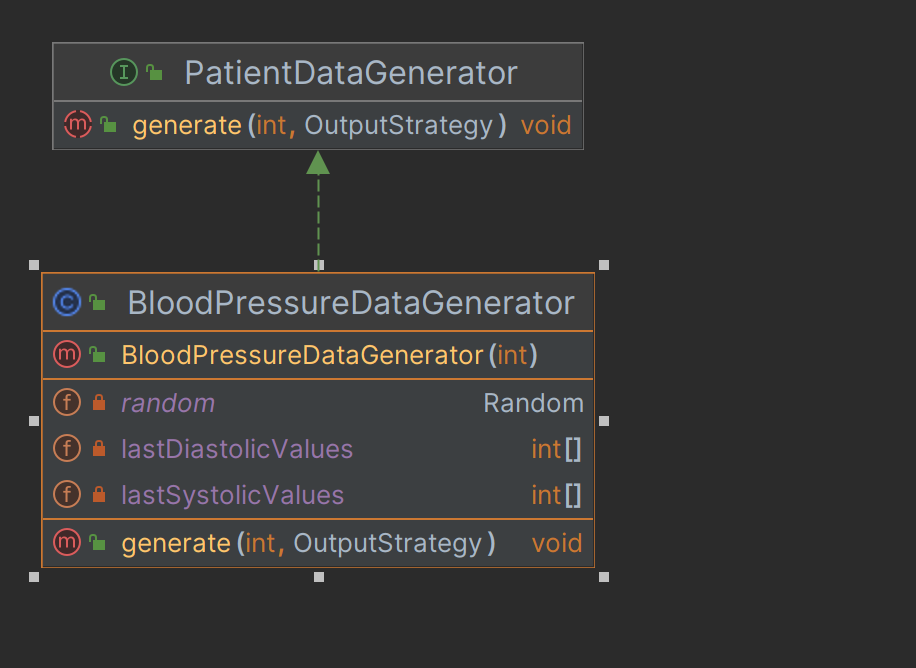 I PatientDataGenerator
m generate(int, OutputStrategy) void
C BloodPressureDataGenerator
m BloodPressureDataGenerator(int)
f random Random
f lastDiastolicValues int[]
f lastSystolicValues int[]
m generate(int, OutputStrategy) void